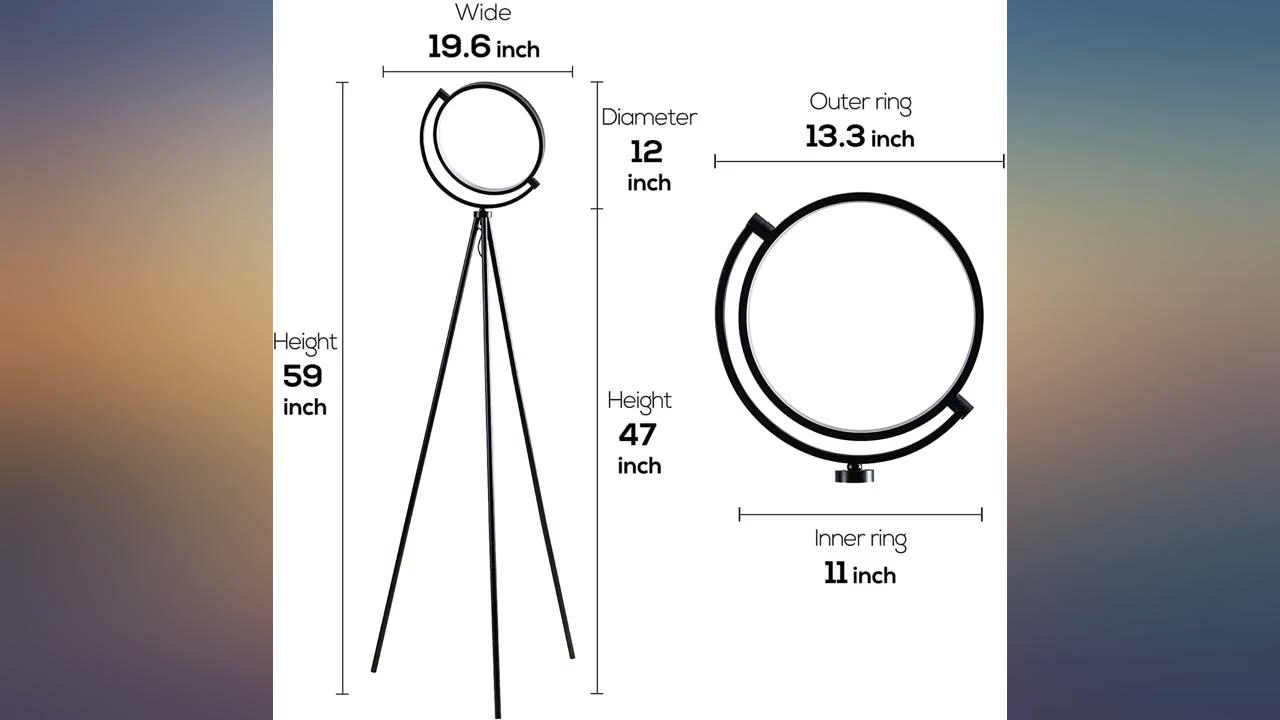 Wide
19.6 inch
Diameter
12
inch
Height
59
inch
Height
47
inch
Outer ring
13.3 inch
Inner ring
11 inch